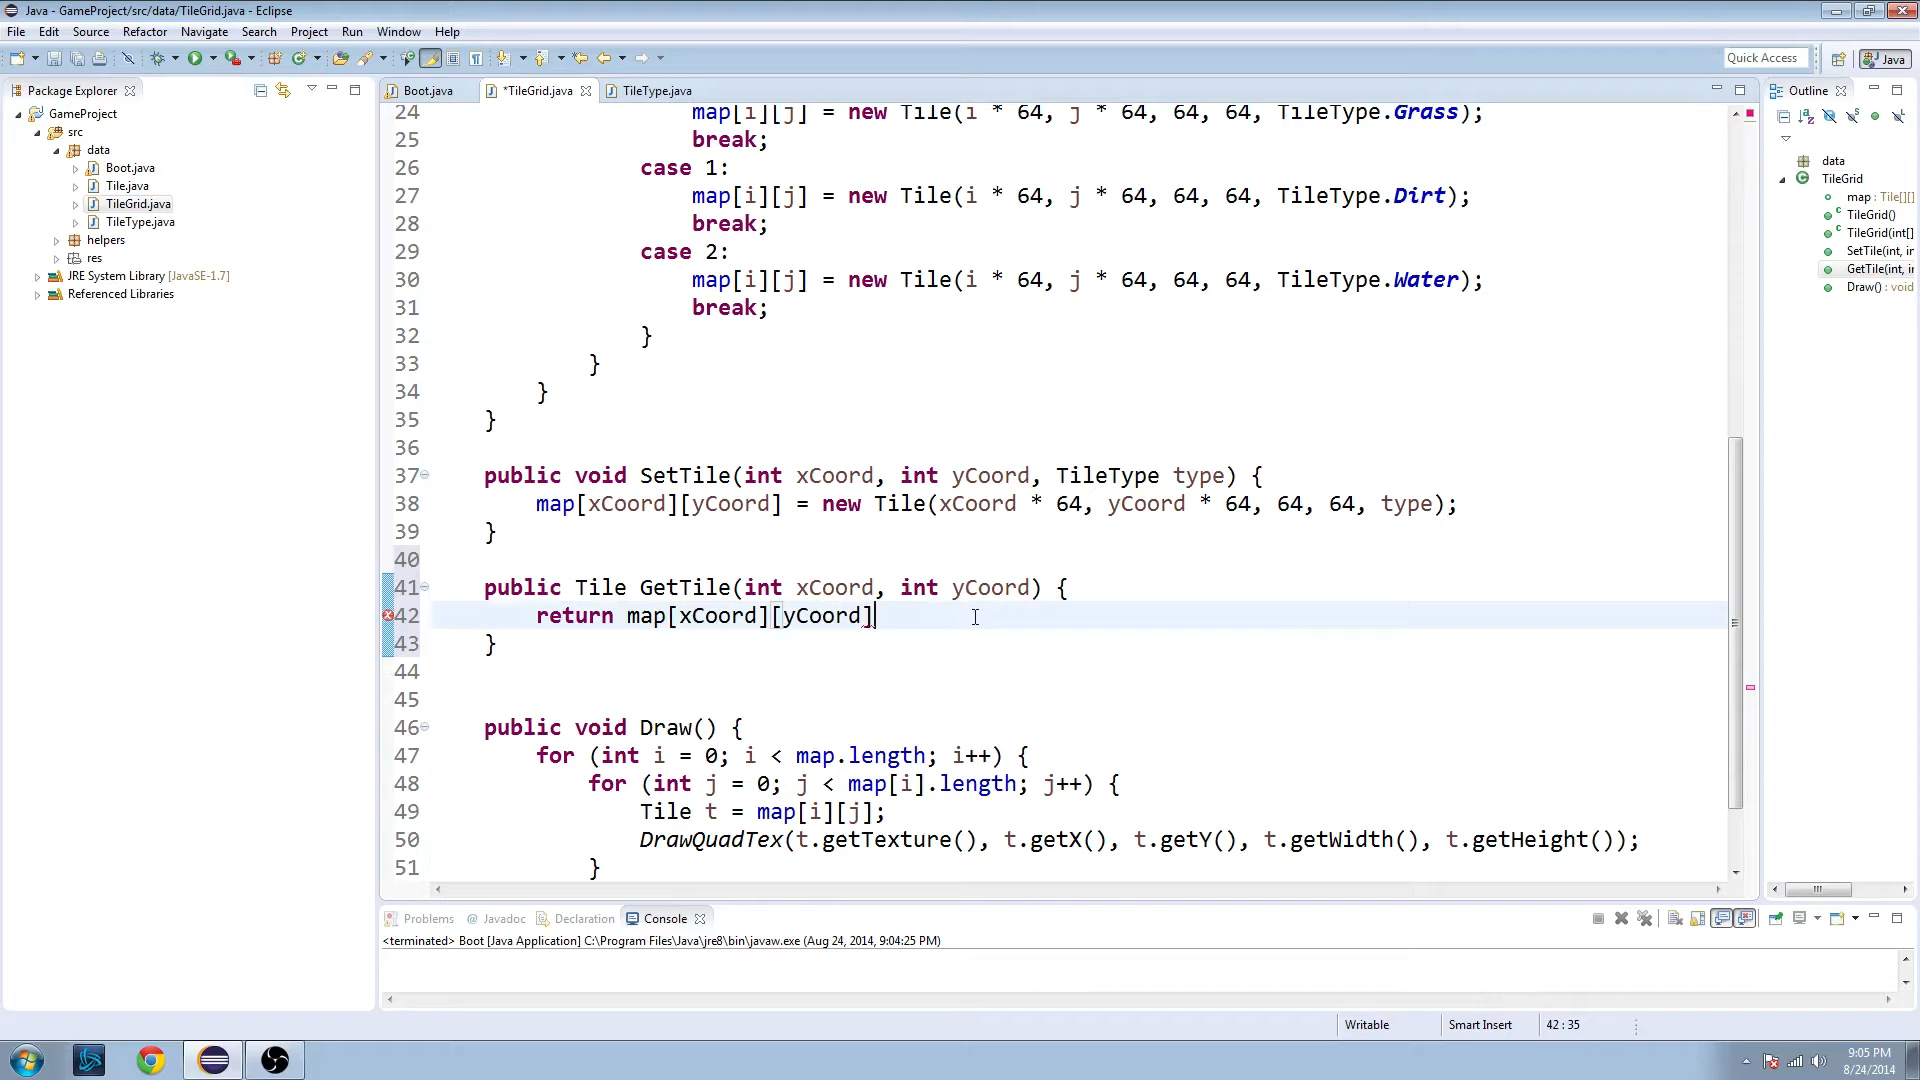 Java - GameProject/src/data/TileGrid.java - Eclipse
File Edit Source Refactor Navigate Search Project Run Window Help
Quick Access
Java
Package Explorer
GameProject
src
data
Boot.java
Tile.java
TileGrid.java
TileType.java
helpers
res
JRE System Library [JavaSE-1.7]
Referenced Libraries
Boot.java *TileGrid.java TileType.java
24 map[i][j] = new Tile(i * 64, j * 64, 64, 64, TileType.Grass);
25 break;
26 case 1:
27 map[i][j] = new Tile(i * 64, j * 64, 64, 64, TileType.Dirt);
28 break;
29 case 2:
30 map[i][j] = new Tile(i * 64, j * 64, 64, 64, TileType.Water);
31 break;
32 }
33 }
34 }
35 }
36
37 public void SetTile(int xCoord, int yCoord, TileType type) {
38 map[xCoord][yCoord] = new Tile(xCoord * 64, yCoord * 64, 64, 64, type);
39 }
40
41 public Tile GetTile(int xCoord, int yCoord) {
42 return map[xCoord][yCoord]
43 }
44
45
46 public void Draw() {
47 for (int i = 0; i < map.length; i++) {
48 for (int j = 0; j < map[i].length; j++) {
49 Tile t = map[i][j];
50 DrawQuadTex(t.getTexture(), t.getX(), t.getY(), t.getWidth(), t.getHeight());
51 }
Outline
data
TileGrid
map : Tile[][]
TileGrid()
TileGrid(int[]
SetTile(int, in
GetTile(int, in
Draw() : void
Problems @ Javadoc Declaration Console
<terminated> Boot [Java Application] C:\Program Files\Java\jre8\bin\javaw.exe (Aug 24, 2014, 9:04:25 PM)
Writable Smart Insert 42 : 35
9:05 PM
8/24/2014